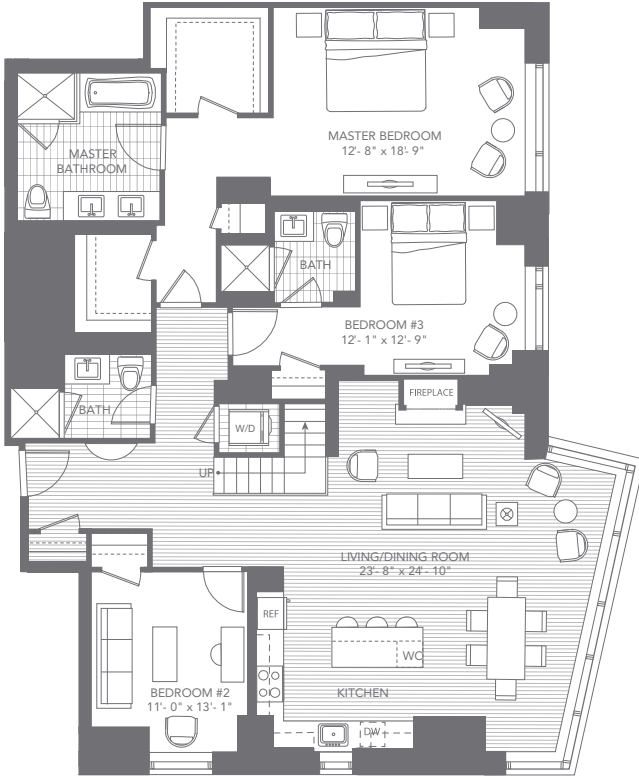 MASTER BEDROOM
12'- 8" x 18'- 9"
MASTER
BATHROOM
BATH
BEDROOM #3
12'- 1" x 12'- 9"
FIREPLACE
BATH
W/D
UP
LIVING/DINING ROOM
23'- 8" x 24'- 10"
REF
WC
BEDROOM #2
11'- 0" x 13'- 1"
KITCHEN
DW